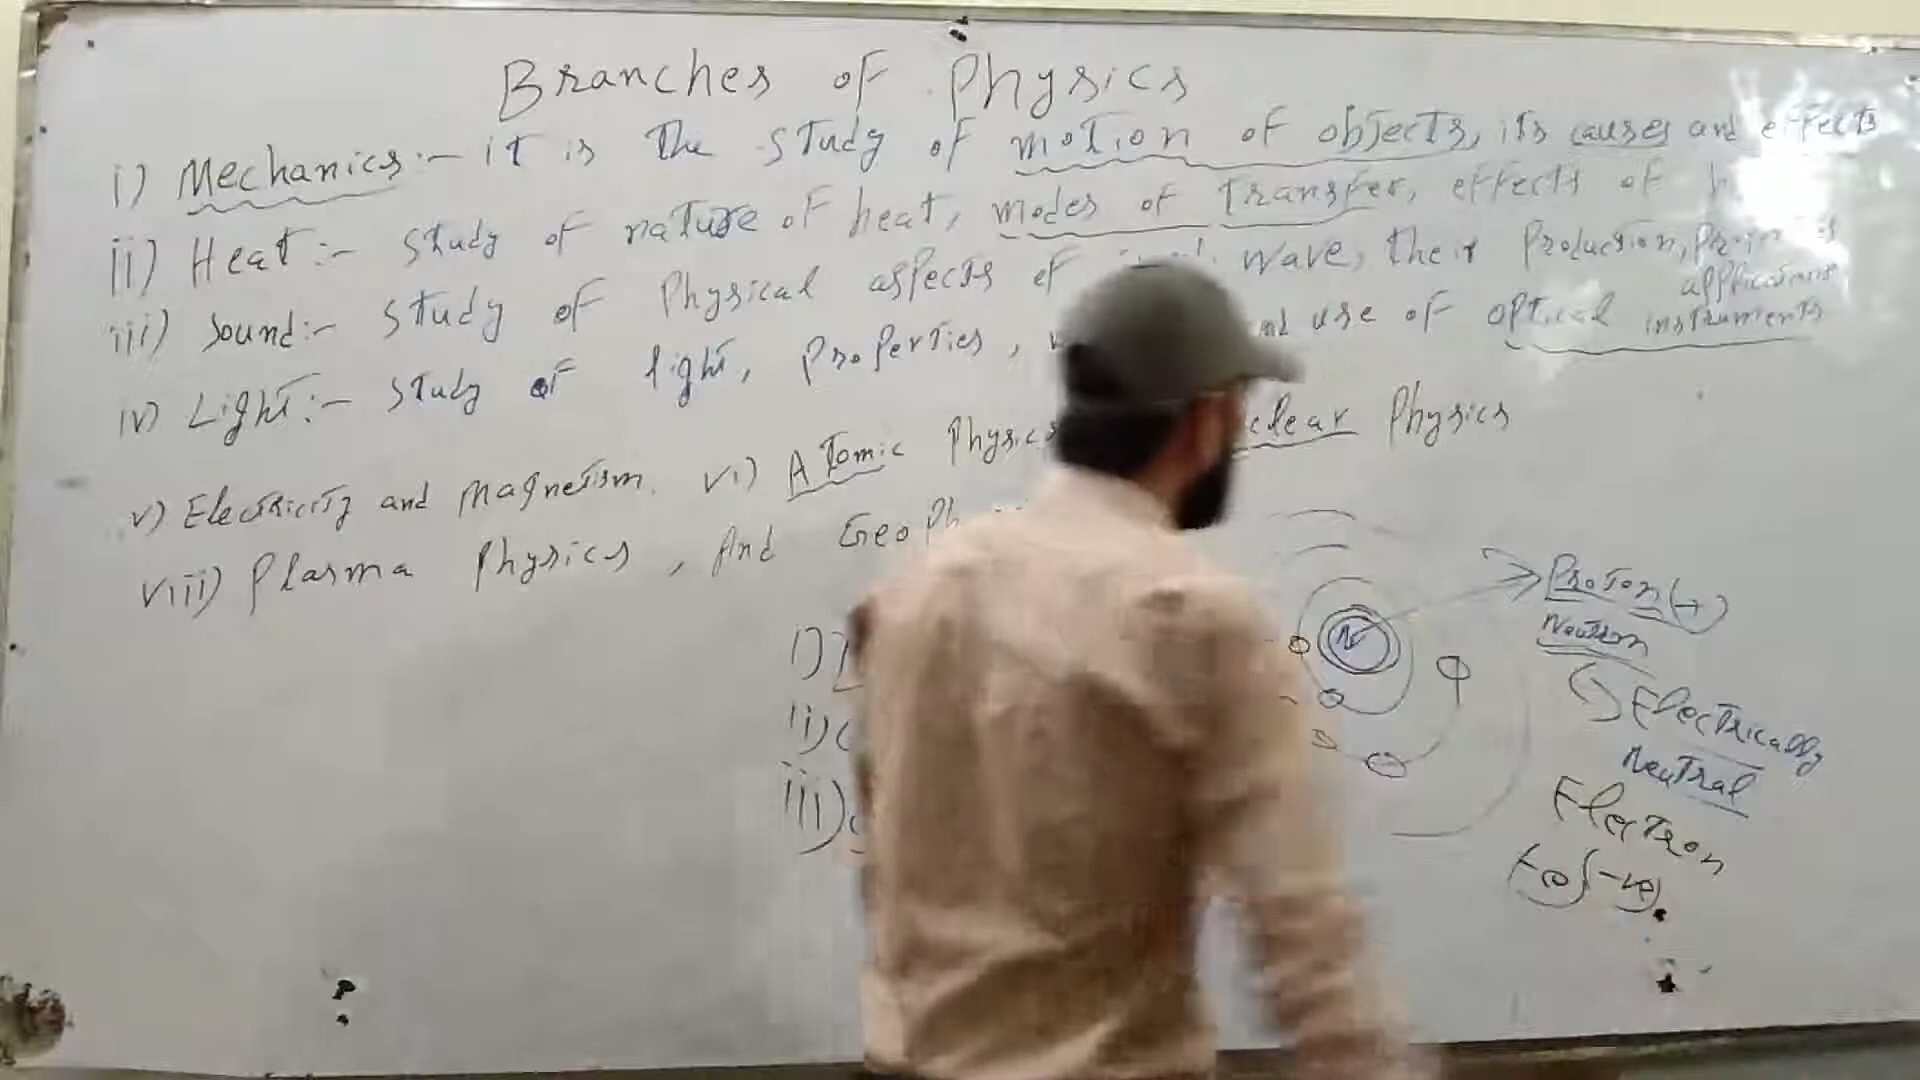 Branches of Physics
i) Mechanics:- it is the study of motion of objects, its causes and effects
ii) Heat:- Study of nature of heat, modes of transfer, effects of
iii) Sound:- Study of Physical aspects of wave, their Production,
applications
iv) Light:- Study of light, Properties, and use of optical instruments
v) Electricity and Magnetism. vi) Atomic Physics clear Physics
viii) Plasma Physics, And GeoPh
i)
ii)
iii)
N
Proton(+)
Neutron
Electrically
Neutral
Electron
(-ve)